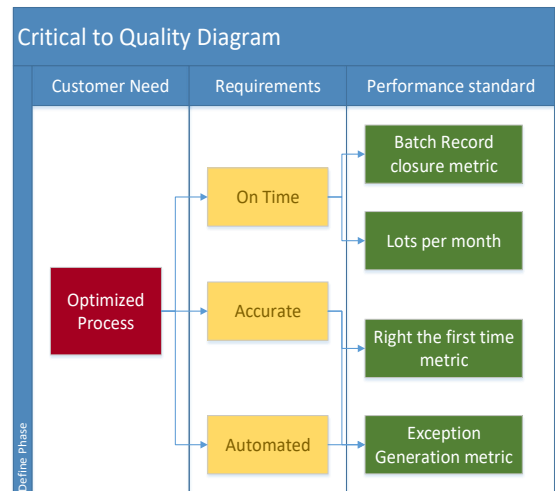 Critical to Quality Diagram
Customer Need
Requirements
Performance standard
Optimized
Process
On Time
Accurate
Automated
Batch Record
closure metric
Lots per month
Right the first time
metric
Exception
Generation metric
Define Phase